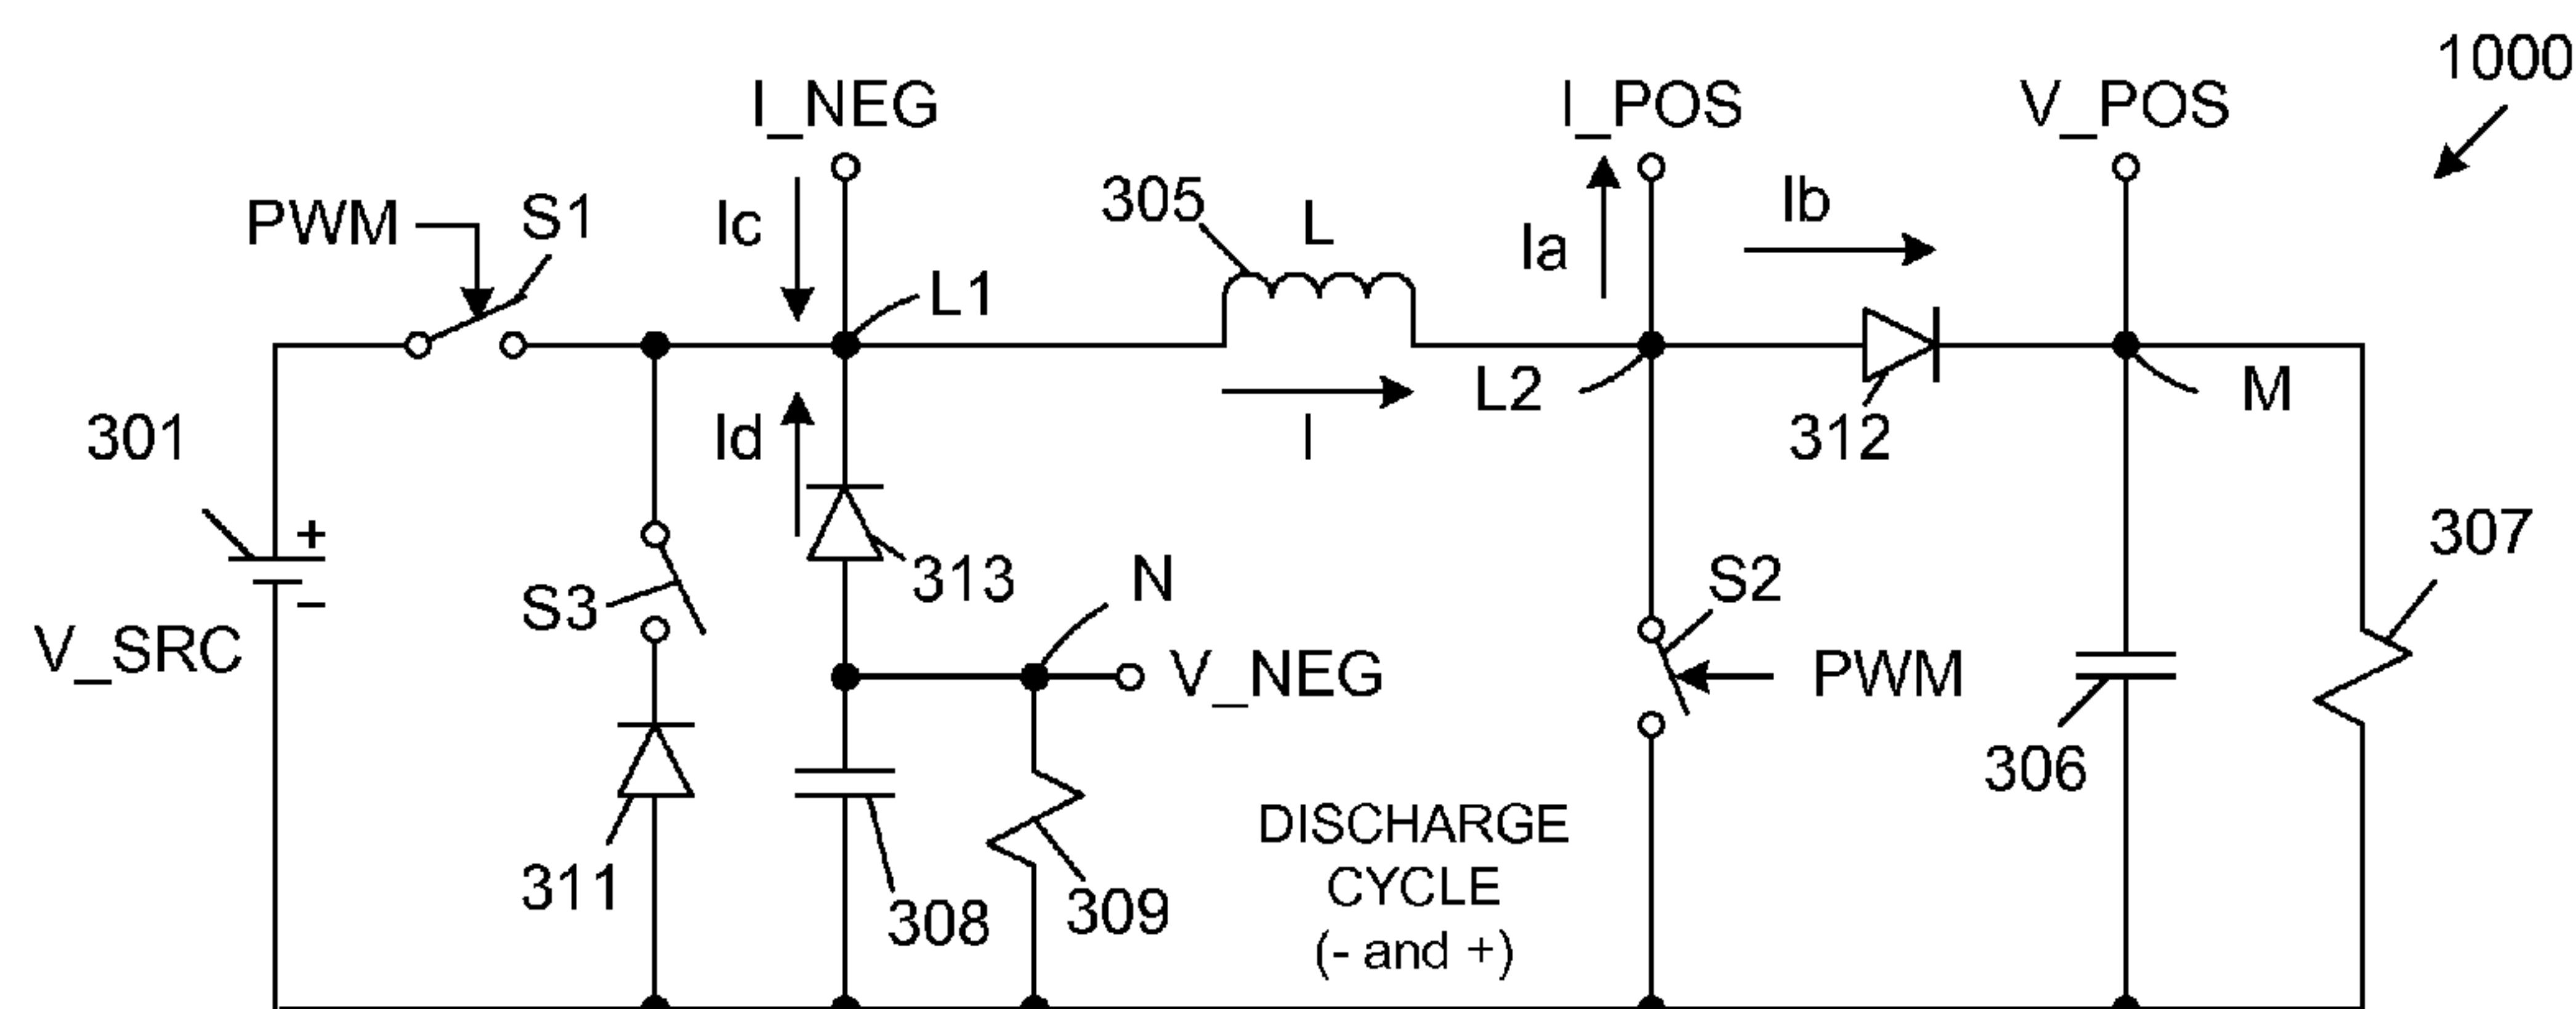 1000
I_NEG
I_POS
V_POS
PWM
S1
Ic
305
L
Ia
Ib
L1
301
+
−
Id
I
L2
312
M
V_SRC
S3
313
N
V_NEG
S2
PWM
307
311
308
309
306
DISCHARGE
CYCLE
(- and +)